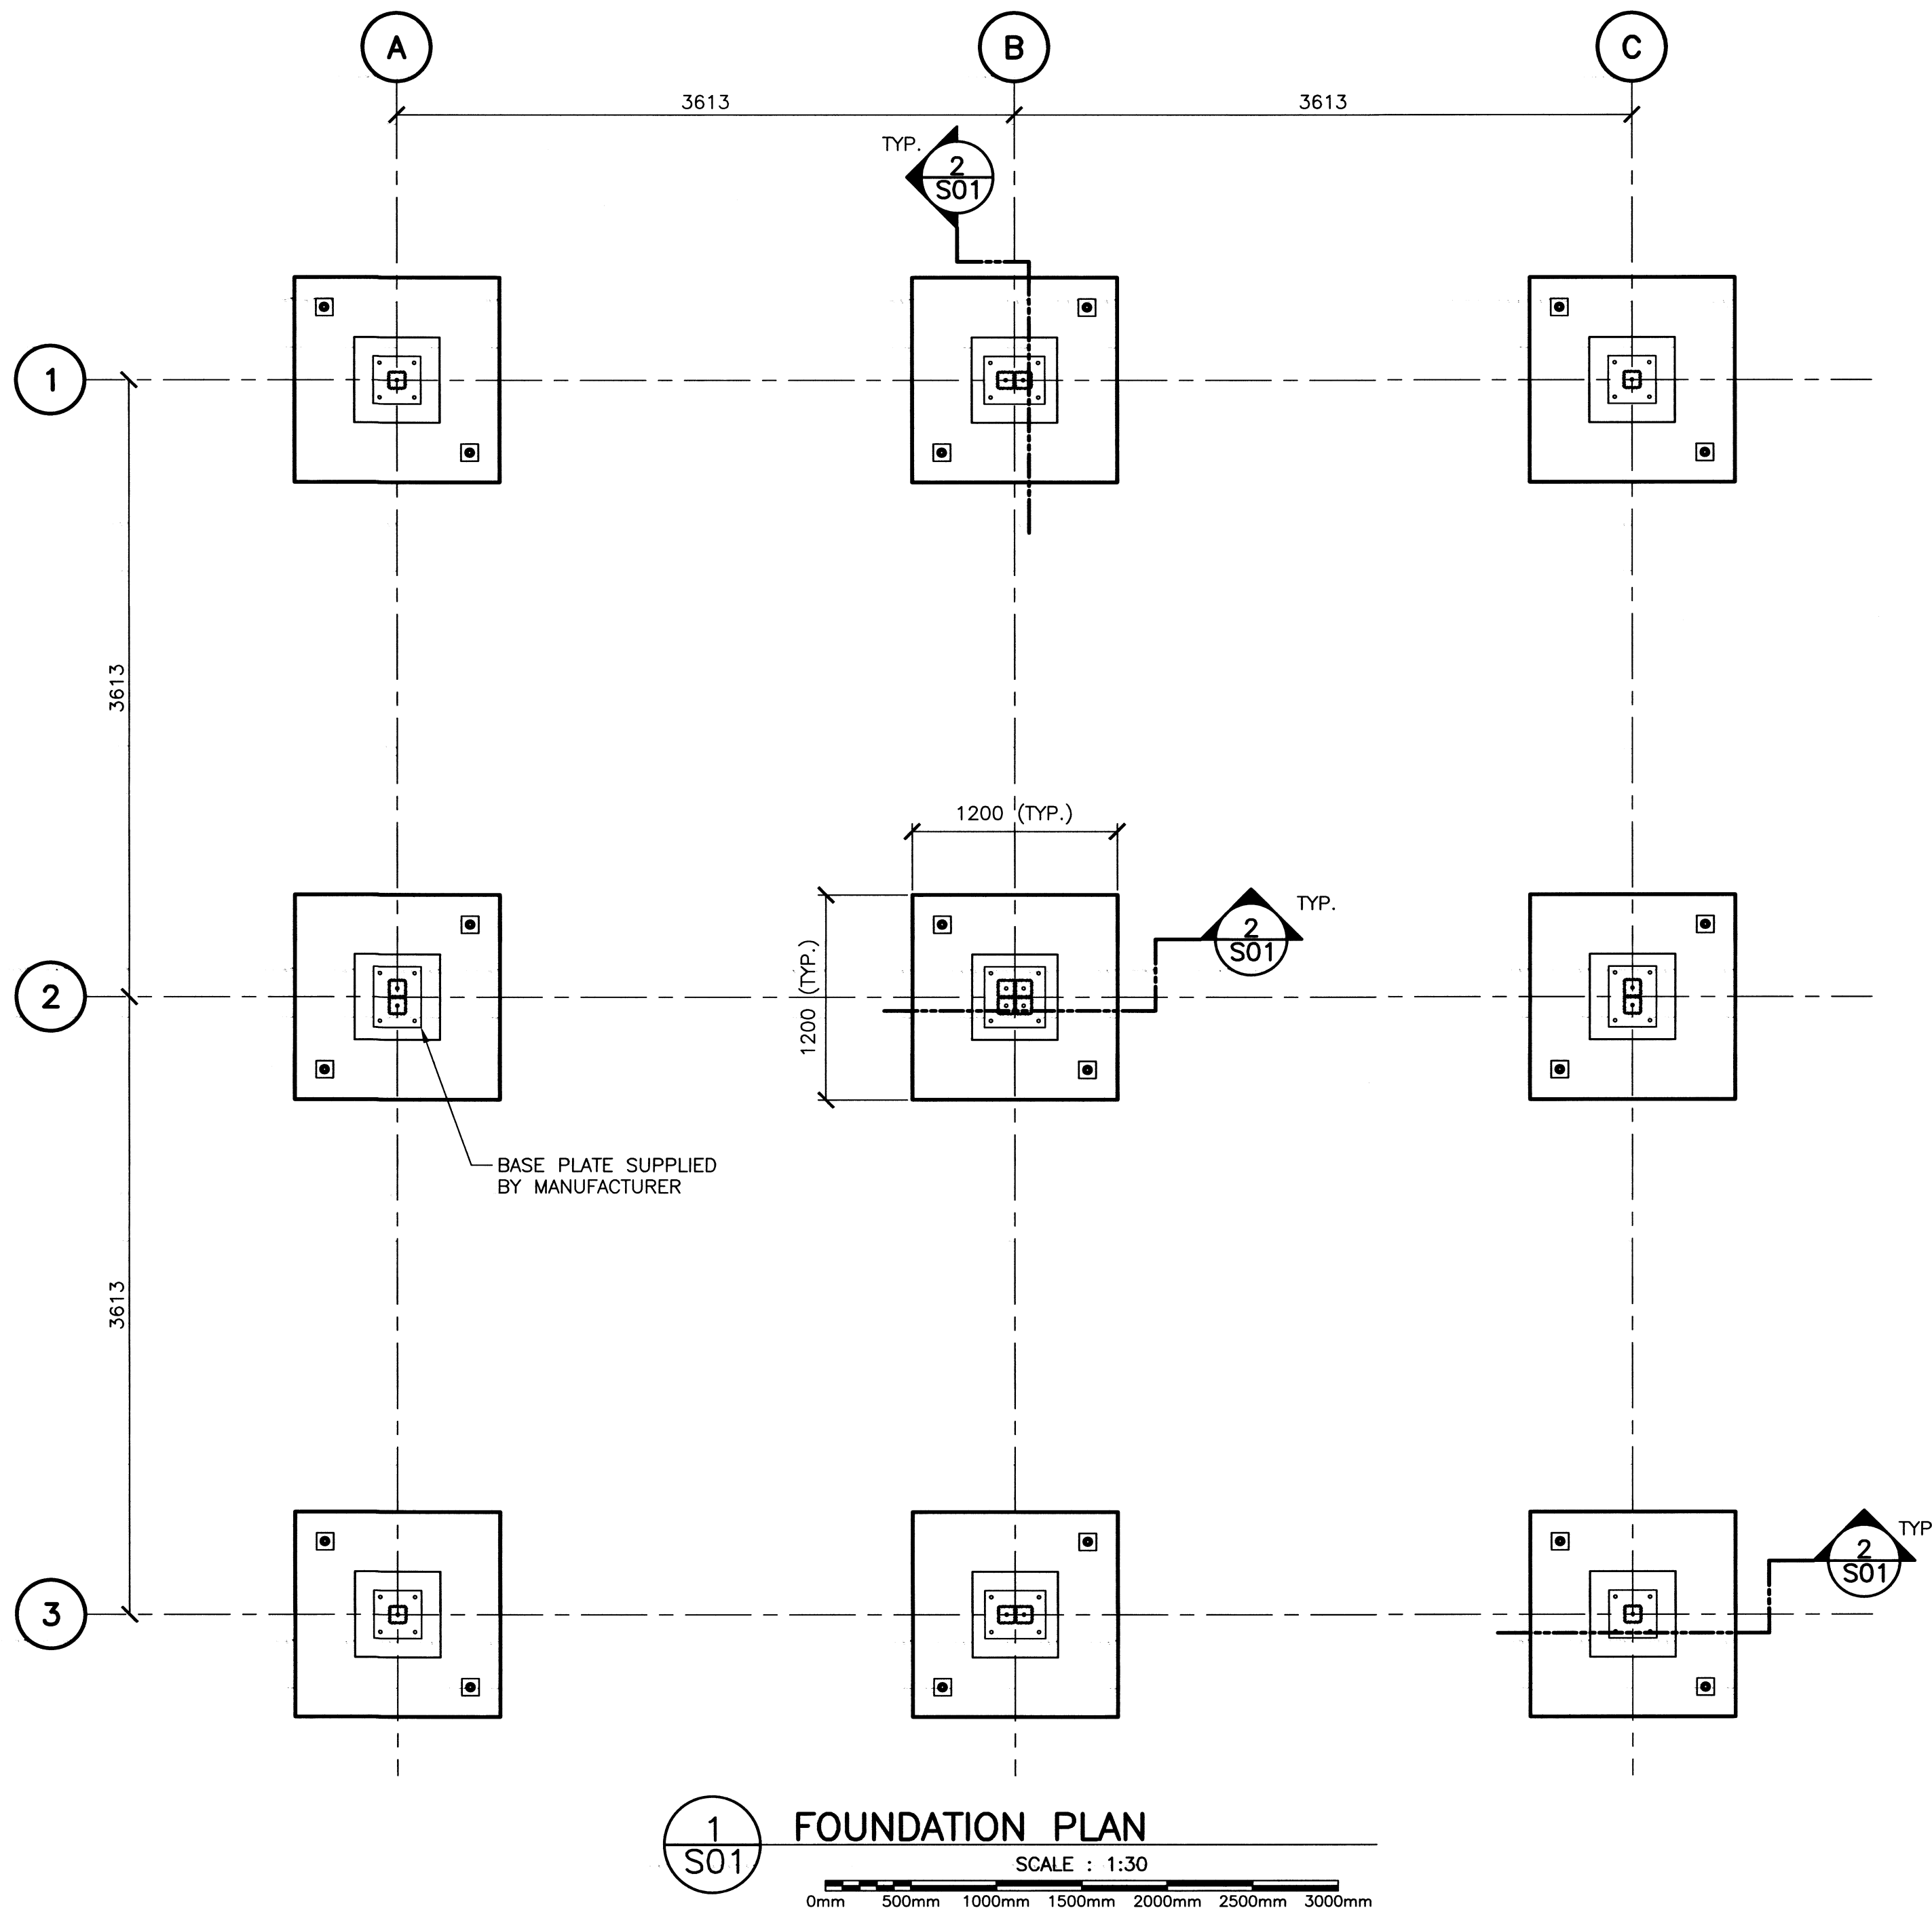 A
B
C
3613
3613
TYP.
2
S01
1
3613
1200 (TYP.)
1200 (TYP.)
2
S01
TYP.
2
BASE PLATE SUPPLIED
BY MANUFACTURER
3613
2
S01
TYP
3
1
S01
FOUNDATION PLAN
SCALE : 1:30
0mm 500mm 1000mm 1500mm 2000mm 2500mm 3000mm